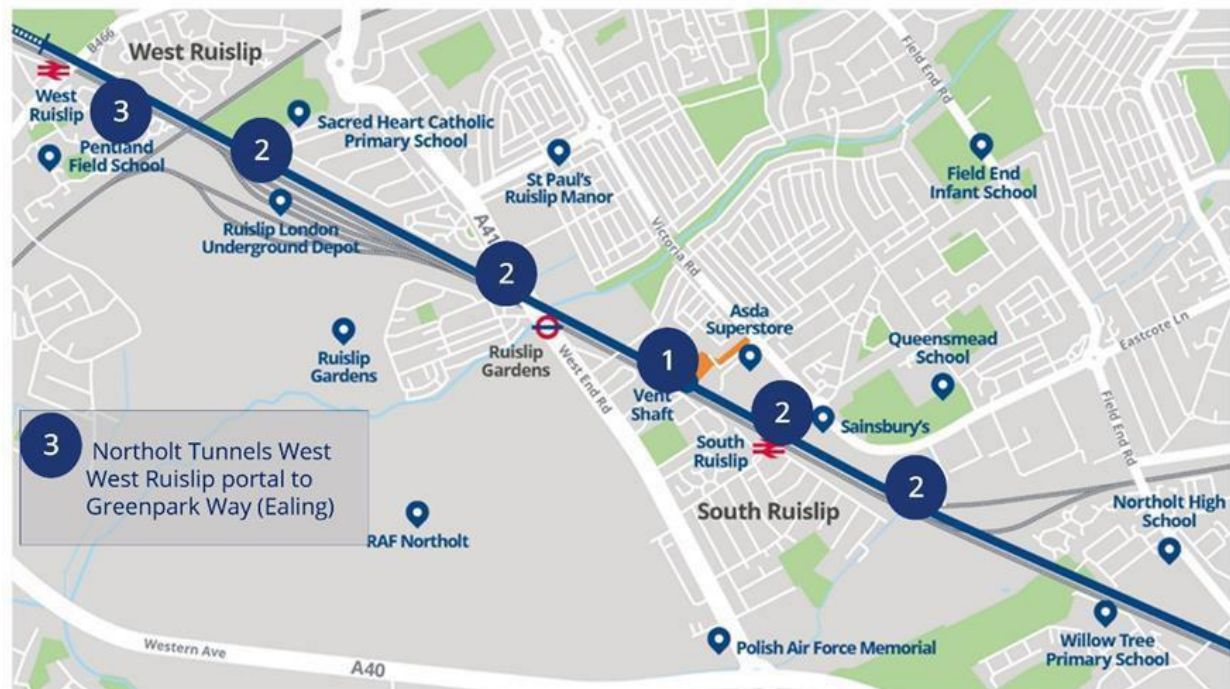 B466
West Ruislip
West
Ruislip
3
Pentland
Field School
2
Sacred Heart Catholic
Primary School
St Paul's
Ruislip Manor
Field End Rd
Field End
Infant School
Ruislip London
Underground Depot
A41
2
Victoria Rd
Ruislip
Gardens
Ruislip
Gardens
West End Rd
1
Vent
Shaft
Asda
Superstore
Queensmead
School
Eastcote Ln
2
Sainsbury's
South
Ruislip
Field End Rd
3
Northolt Tunnels West
West Ruislip portal to
Greenpark Way (Ealing)
2
South Ruislip
Northolt High
School
RAF Northolt
Polish Air Force Memorial
Willow Tree
Primary School
Western Ave
A40